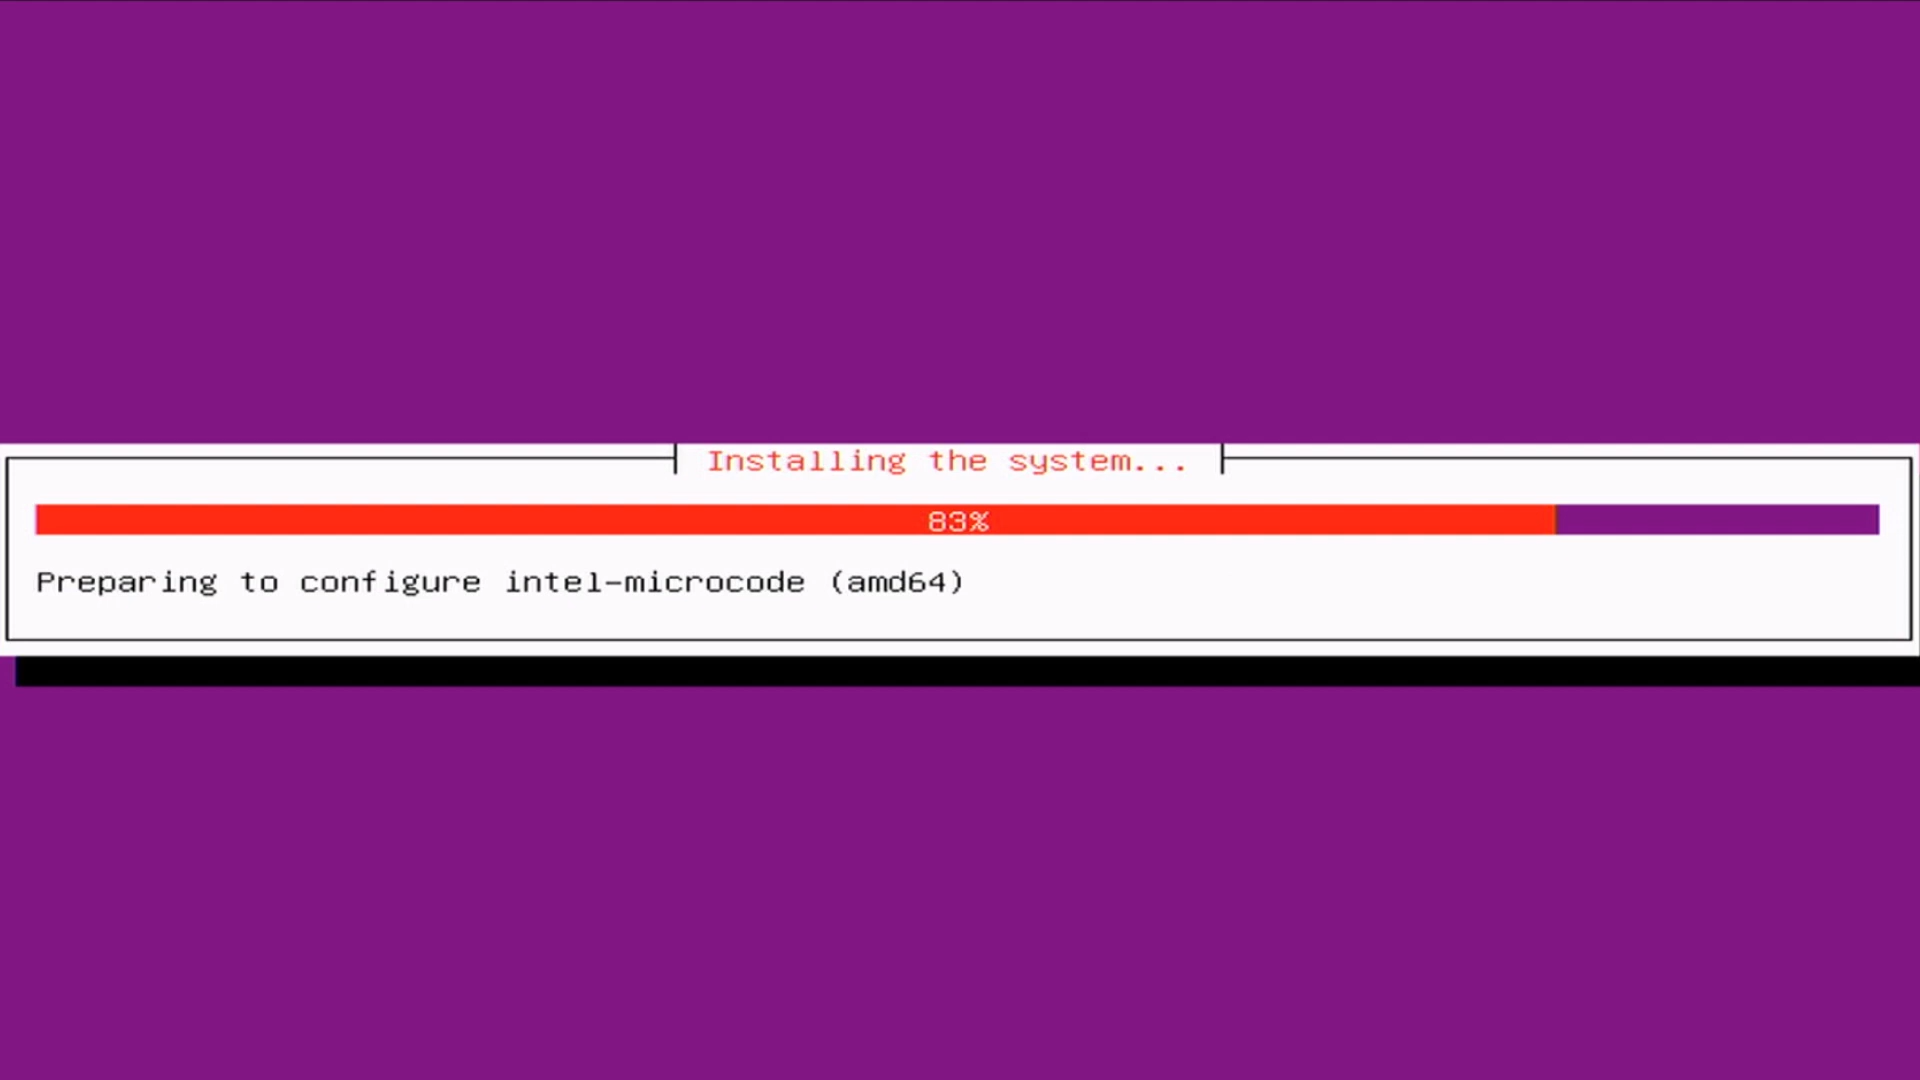 Installing the system...
83%
Preparing to configure intel-microcode (amd64)